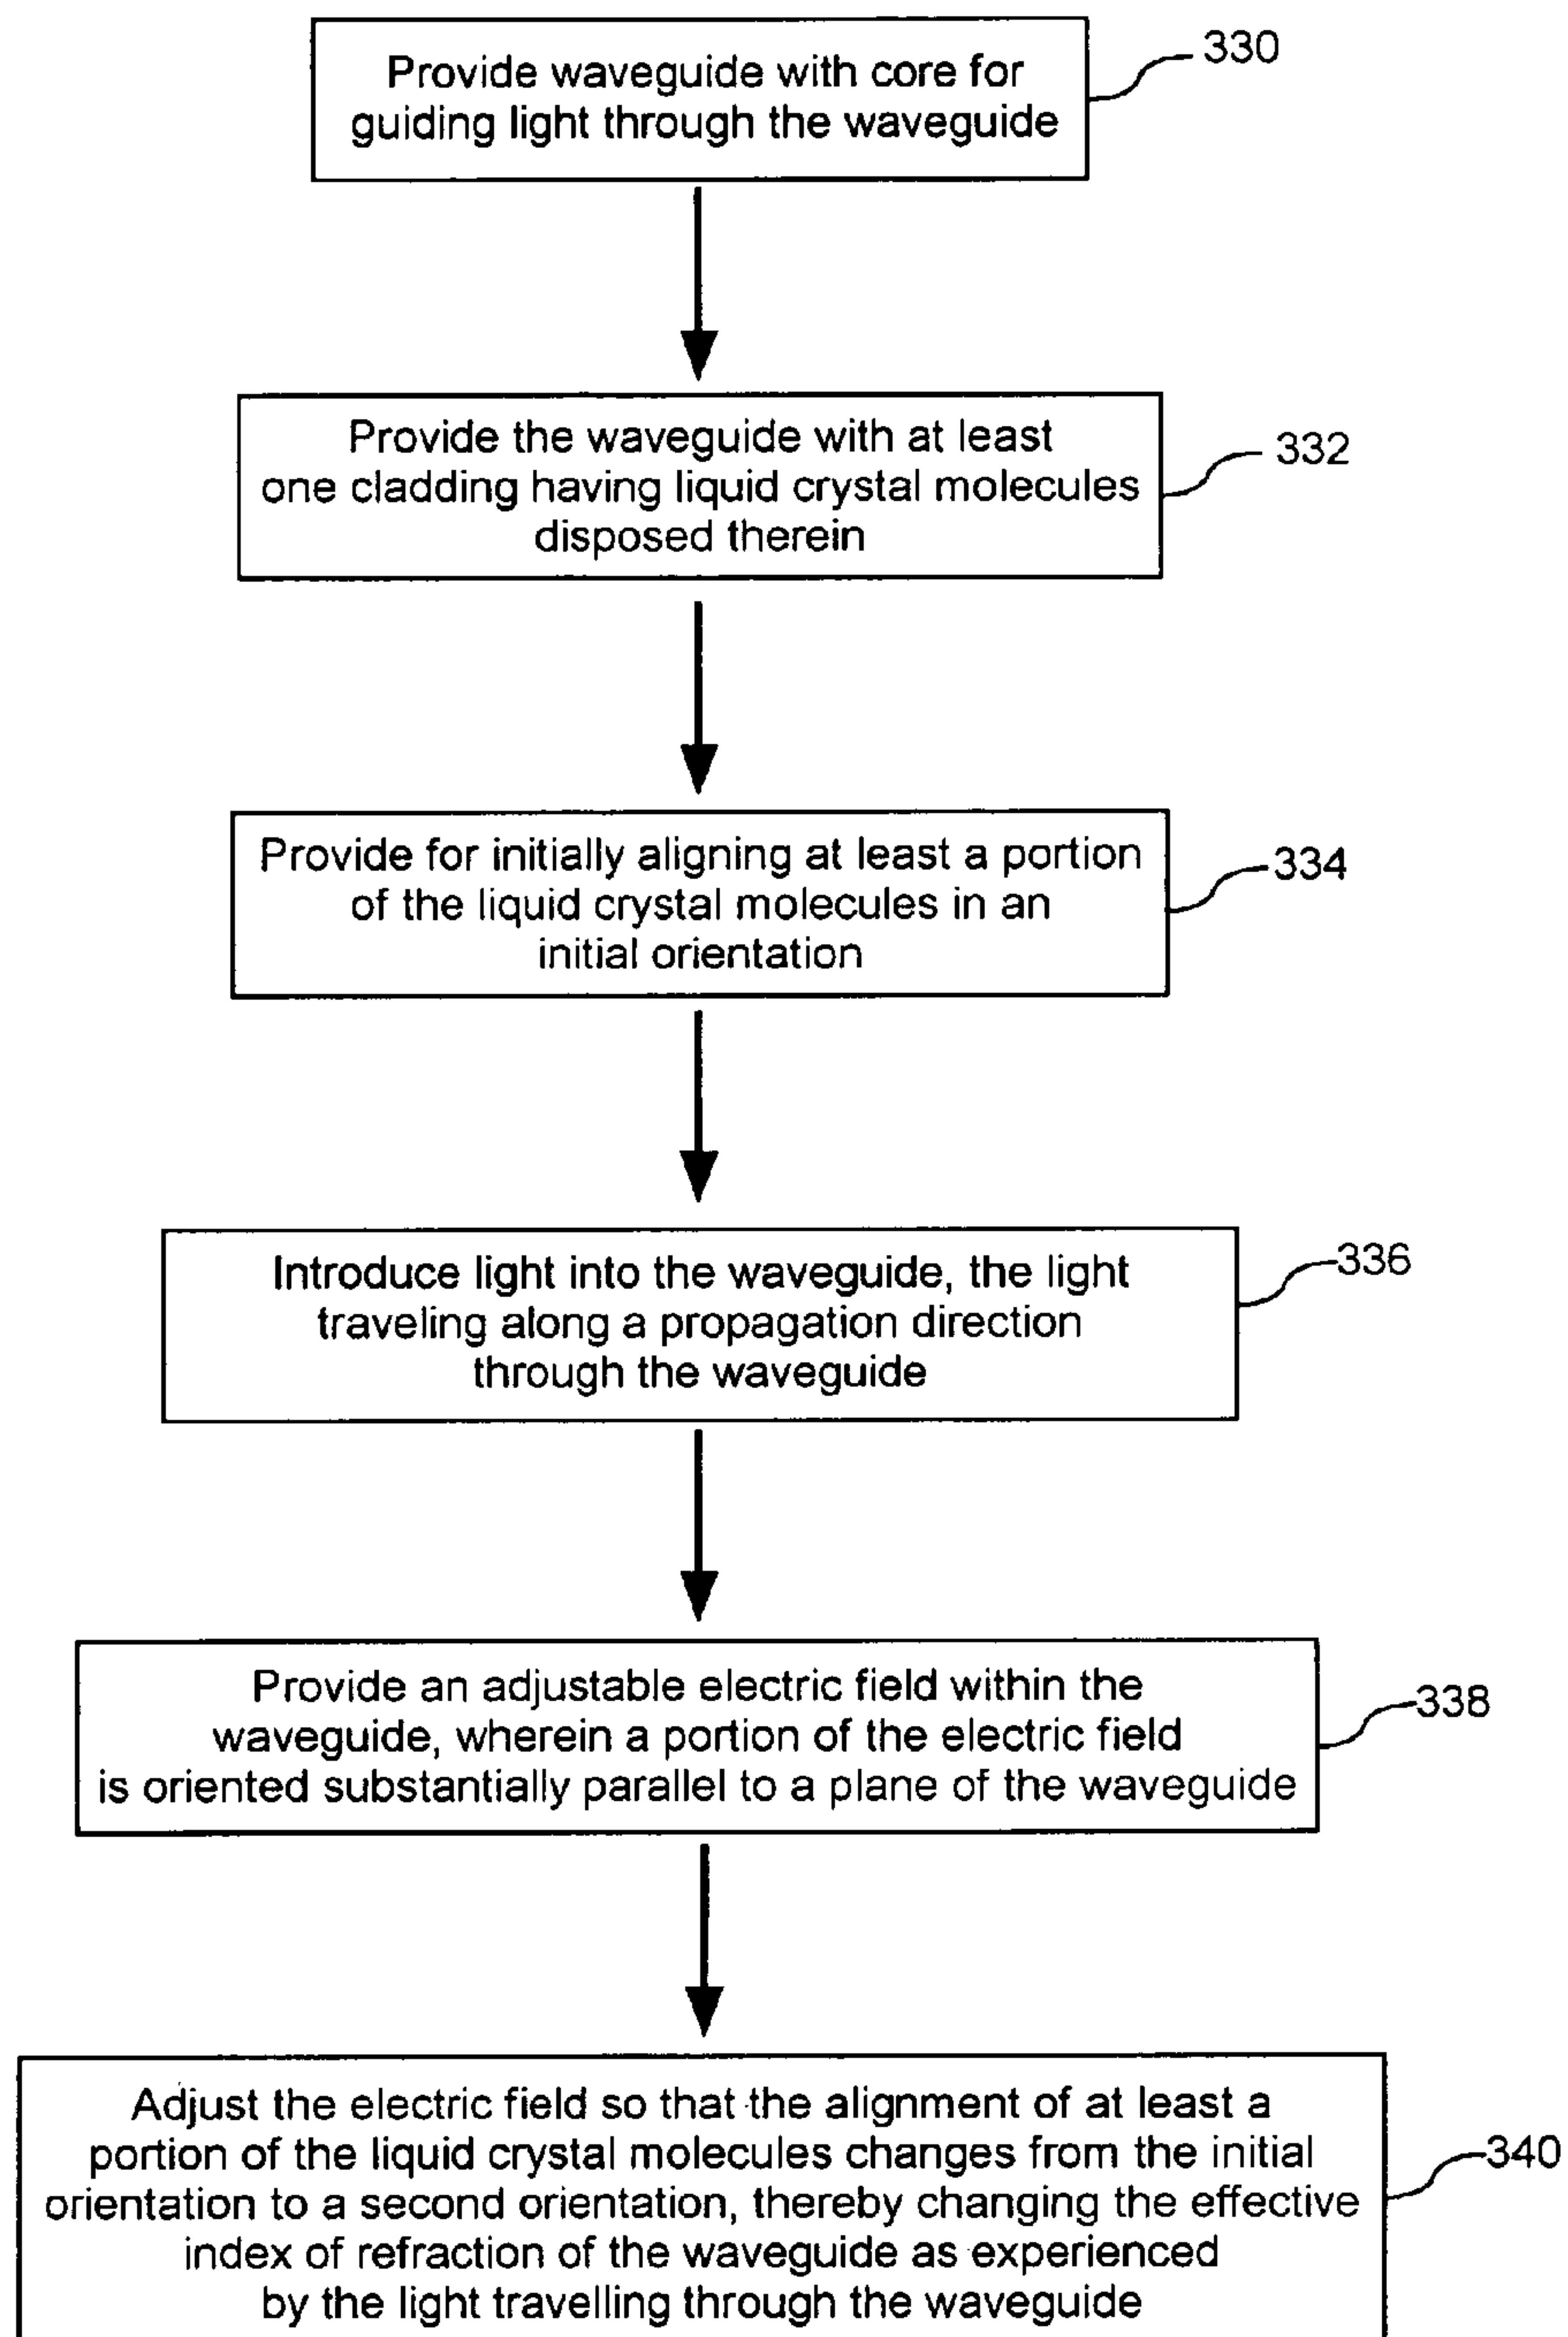 Provide waveguide with core for
guiding light through the waveguide
330
Provide the waveguide with at least
one cladding having liquid crystal molecules
disposed therein
332
Provide for initially aligning at least a portion
of the liquid crystal molecules in an
initial orientation
334
Introduce light into the waveguide, the light
traveling along a propagation direction
through the waveguide
336
Provide an adjustable electric field within the
waveguide, wherein a portion of the electric field
is oriented substantially parallel to a plane of the waveguide
338
Adjust the electric field so that the alignment of at least a
portion of the liquid crystal molecules changes from the initial
orientation to a second orientation, thereby changing the effective
index of refraction of the waveguide as experienced
by the light travelling through the waveguide
340